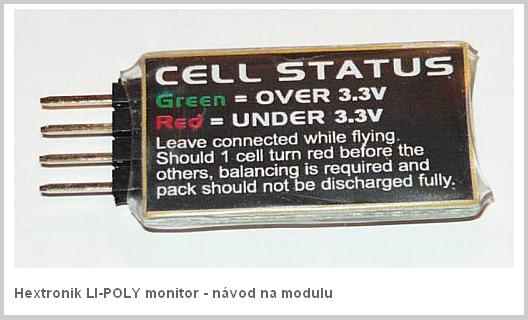 CELL STATUS
Green = OVER 3.3V
Red = UNDER 3.3V
Leave connected while flying.
Should 1 cell turn red before the
others, balancing is required and
pack should not be discharged fully.
Hextronik LI-POLY monitor - návod na modulu